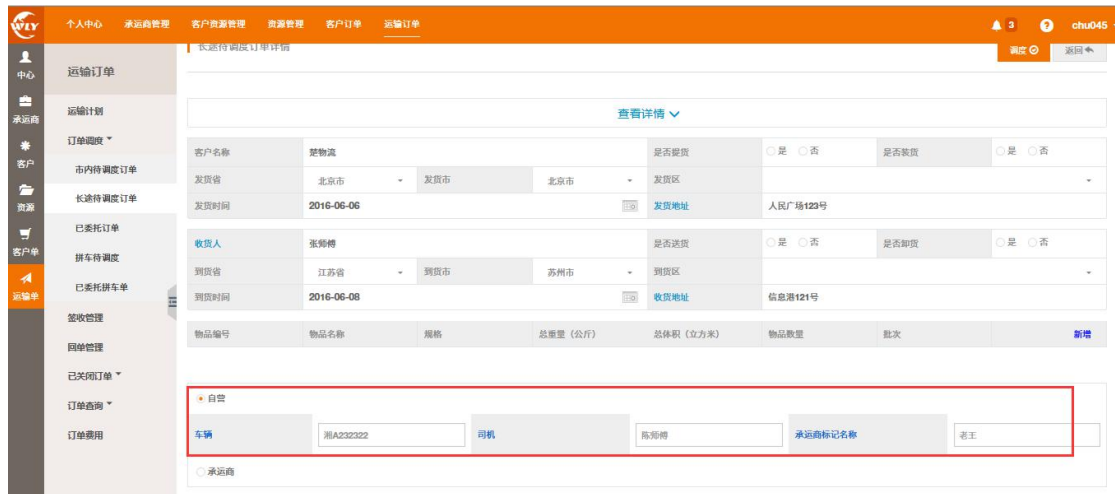 WLY 个人中心 承运商管理 客户资源管理 资源管理 客户订单 运输订单 3 ? chu045
中心
承运商
客户
资源
客户单
运输单
运输订单
运输计划
订单调度
市内待调度订单
长途待调度订单
已委托订单
拼车待调度
已委托拼车单
签收管理
回单管理
已关闭订单
订单查询
订单费用
长途待调度订单详情 调度 返回
查看详情
客户名称 楚物流 是否提货 是 否 是否装货 是 否
发货省 北京市 发货市 北京市 发货区
发货时间 2016-06-06 发货地址 人民广场123号
收货人 张师傅 是否送货 是 否 是否卸货 是 否
到货省 江苏省 到货市 苏州市 到货区
到货时间 2016-06-08 收货地址 信息港121号
物品编号 物品名称 规格 总重量（公斤） 总体积（立方米） 物品数量 批次 新增
自营
车辆 湘A232322 司机 陈师傅 承运商标记名称 老王
承运商